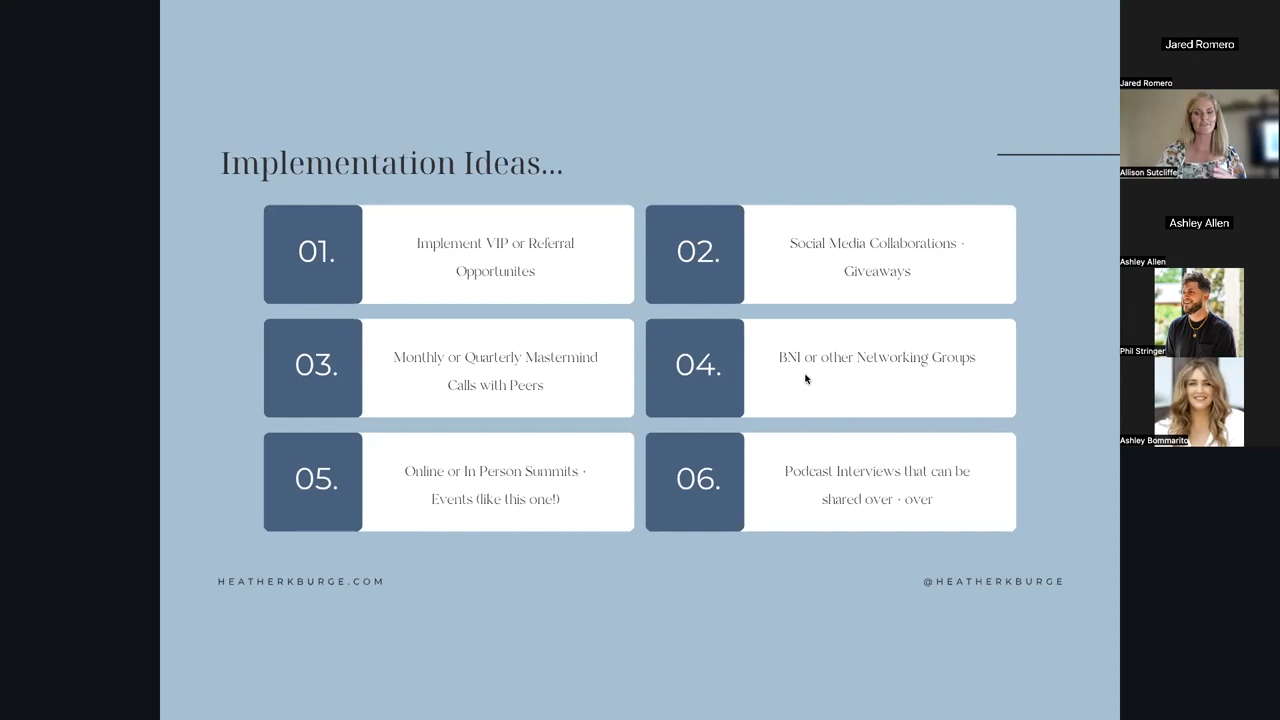 Implementation Ideas...
01.
Implement VIP or Referral
Opportunites
02.
Social Media Collaborations +
Giveaways
03.
Monthly or Quarterly Mastermind
Calls with Peers
04.
BNI or other Networking Groups
05.
Online or In Person Summits +
Events (like this one!)
06.
Podcast Interviews that can be
shared over + over
HEATHERKBURGE.COM
@HEATHERKBURGE
Jared Romero
Jared Romero
Allison Sutcliffe
Ashley Allen
Ashley Allen
Phil Stringer
Ashley Bommarito